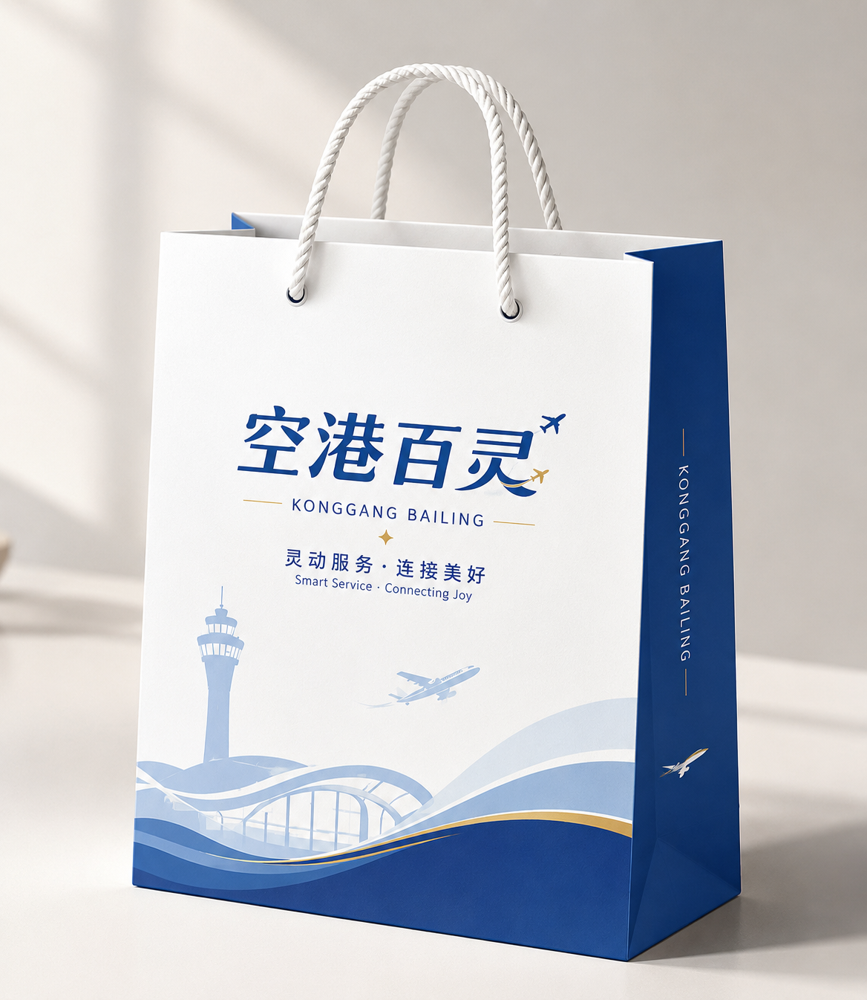 空港百灵
KONGGANG BAILING
灵动服务·连接美好
Smart Service · Connecting Joy
KONGGANG BAILING